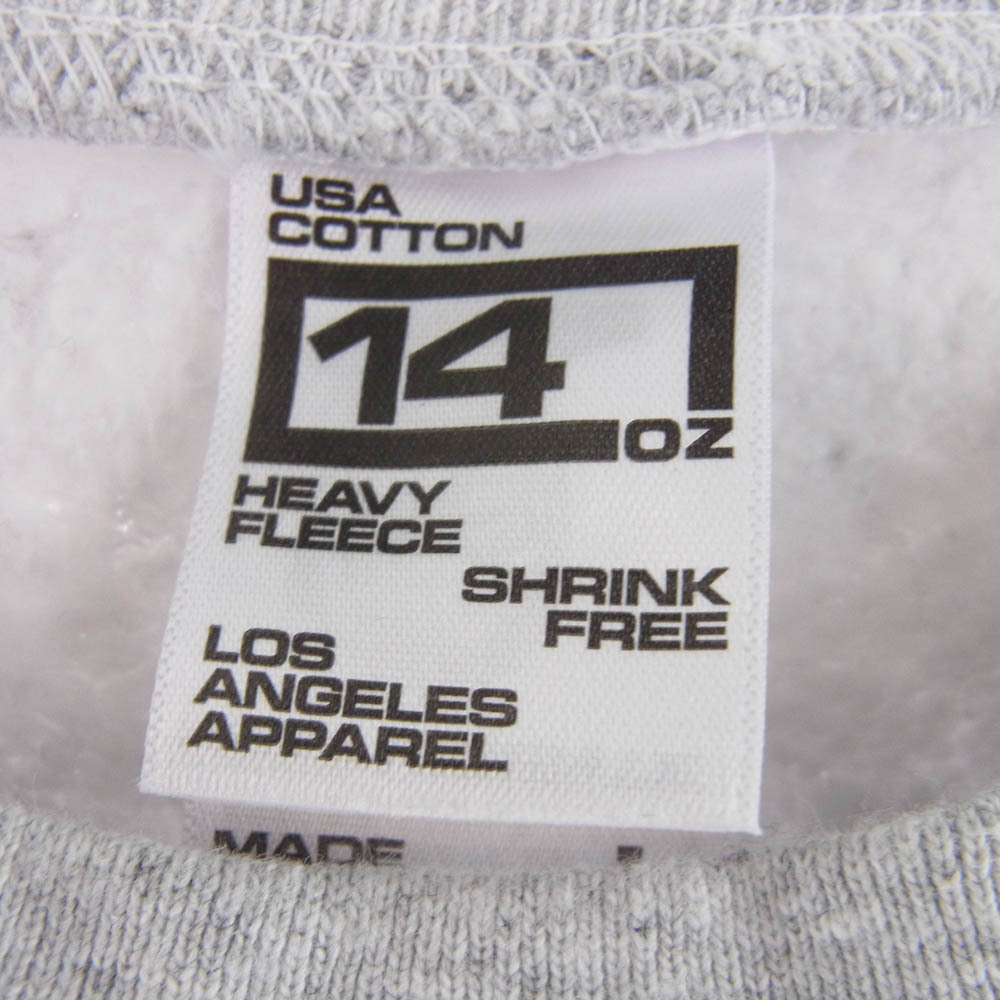 USA
COTTON
14
OZ
HEAVY
FLEECE
SHRINK
FREE
LOS
ANGELES
APPAREL
MADE